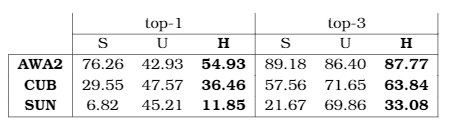 top-1 top-3
S U H S U H
AWA2 76.26 42.93 54.93 89.18 86.40 87.77
CUB 29.55 47.57 36.46 57.56 71.65 63.84
SUN 6.82 45.21 11.85 21.67 69.86 33.08